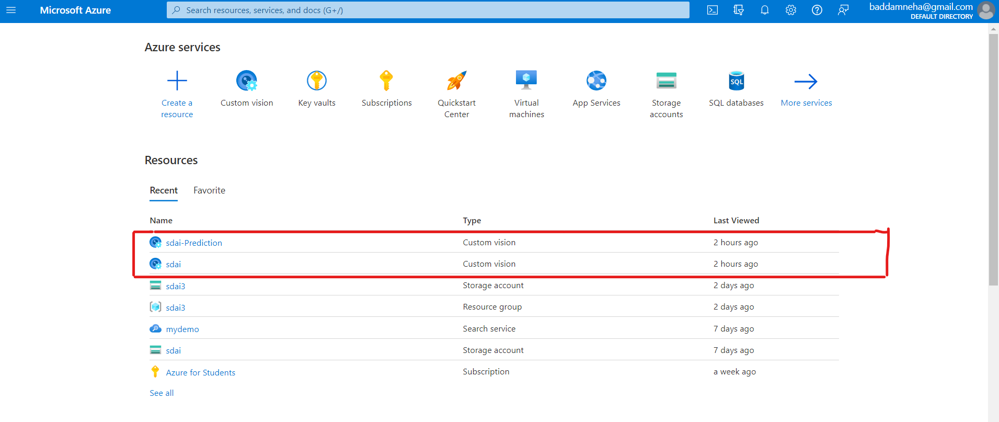 Microsoft Azure
Search resources, services, and docs (G+/)
baddamneha@gmail.com
DEFAULT DIRECTORY
Azure services
Create a resource
Custom vision
Key vaults
Subscriptions
Quickstart Center
Virtual machines
App Services
Storage accounts
SQL
SQL databases
More services
Resources
Recent Favorite
Name Type Last Viewed
sdai-Prediction Custom vision 2 hours ago
sdai Custom vision 2 hours ago
sdai3 Storage account 2 days ago
sdai3 Resource group 2 days ago
mydemo Search service 7 days ago
sdai Storage account 7 days ago
Azure for Students Subscription a week ago
See all